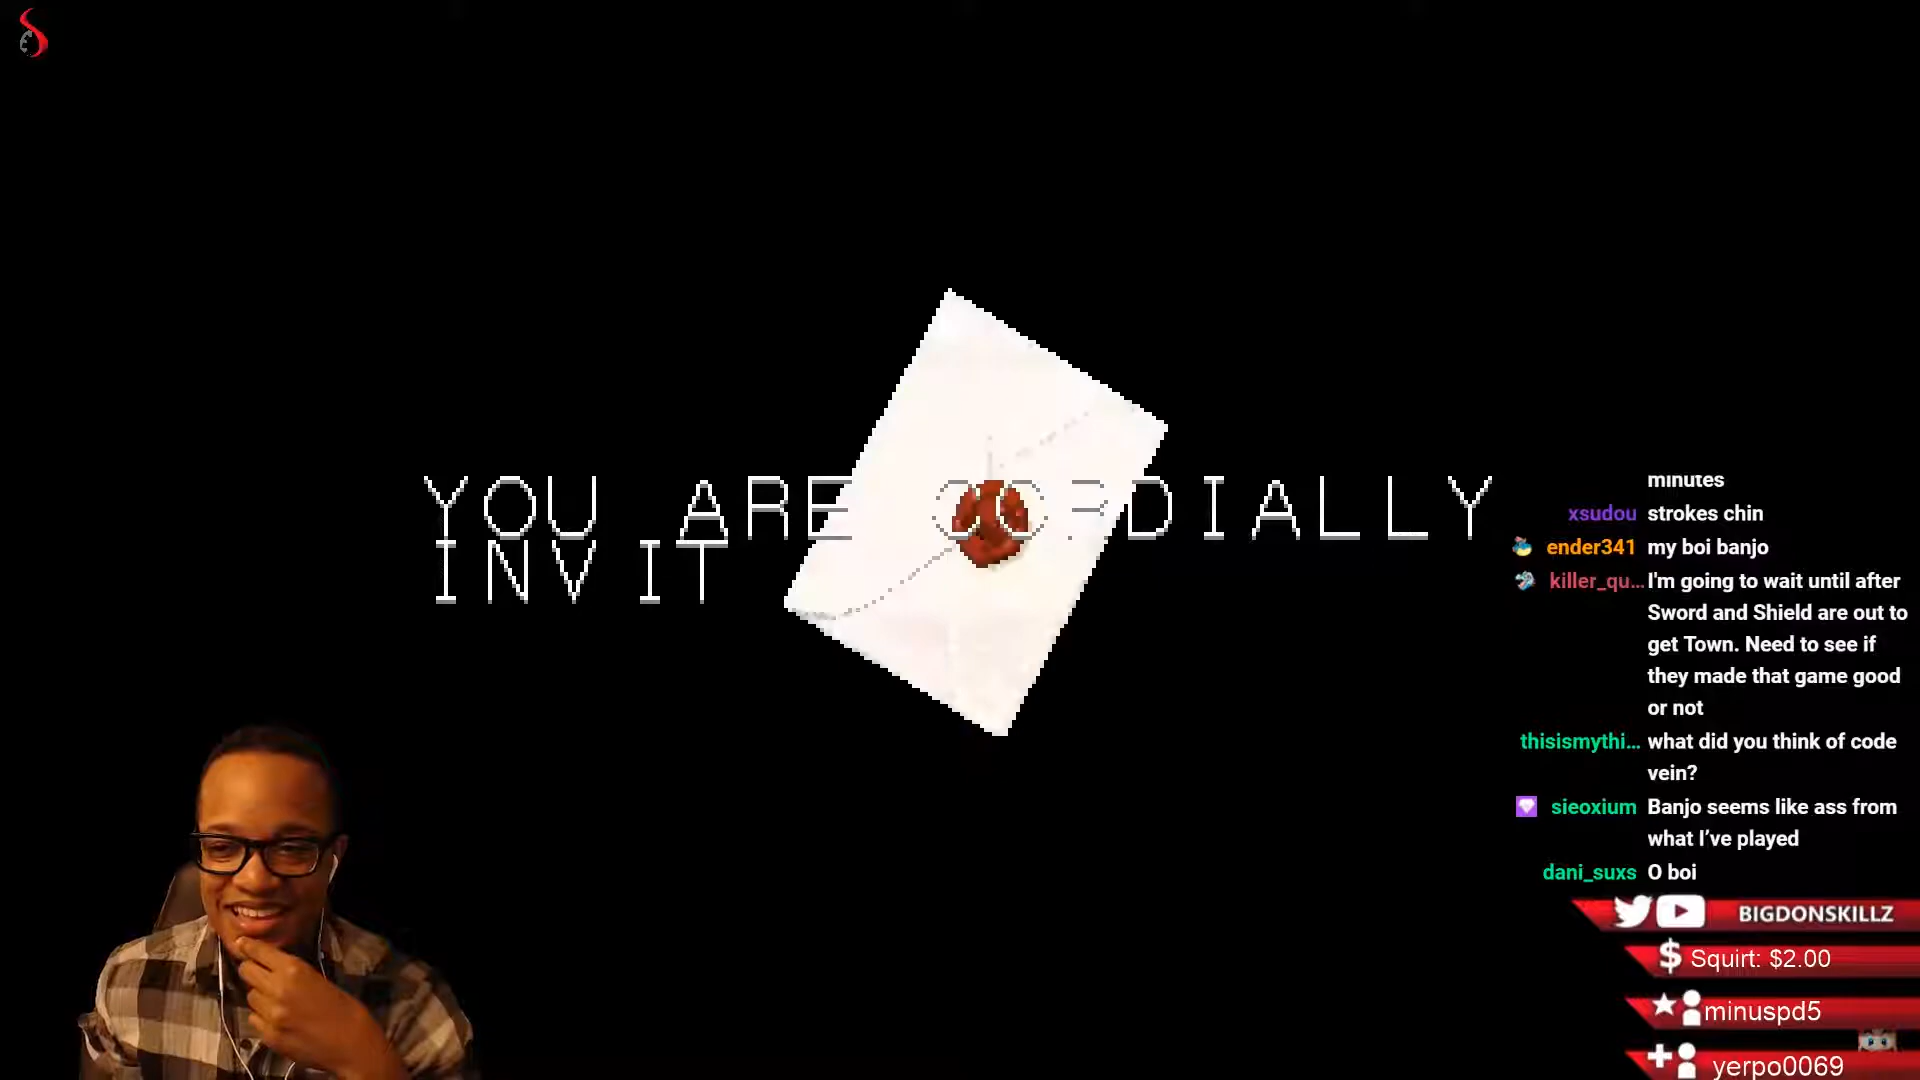 YOU ARE CORDIALLY
INVIT
minutes
xsudou strokes chin
ender341 my boi banjo
killer_qu... I'm going to wait until after
Sword and Shield are out to
get Town. Need to see if
they made that game good
or not
thisismythi... what did you think of code
vein?
sieoxium Banjo seems like ass from
what I've played
dani_suxs O boi
BIGDONSKILLZ
$ Squirt: $2.00
minuspd5
yerpo0069